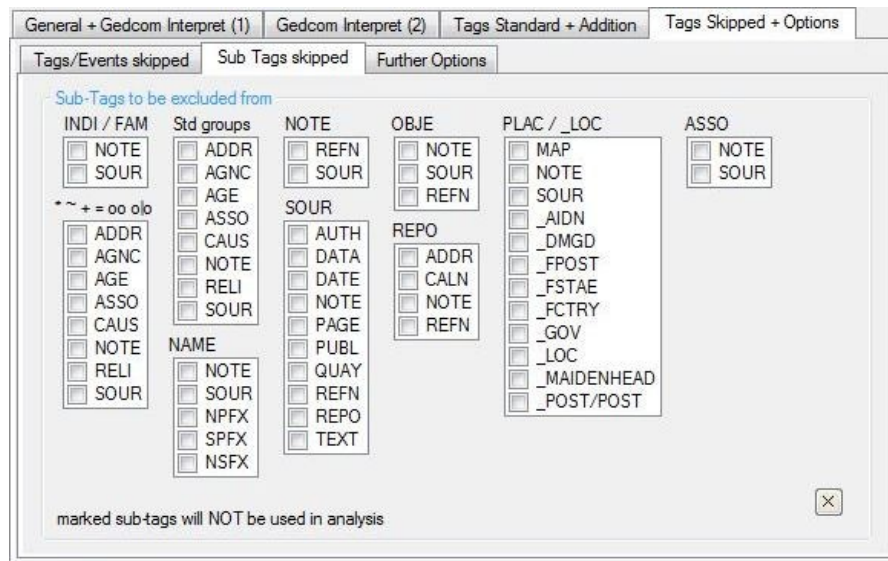 General + Gedcom Interpret (1) Gedcom Interpret (2) Tags Standard + Addition Tags Skipped + Options
Tags/Events skipped Sub Tags skipped Further Options
Sub-Tags to be excluded from
INDI / FAM
NOTE
SOUR
* ~ + = oo o|o
ADDR
AGNC
AGE
ASSO
CAUS
NOTE
RELI
SOUR
Std groups
ADDR
AGNC
AGE
ASSO
CAUS
NOTE
RELI
SOUR
NAME
NOTE
SOUR
NPFX
SPFX
NSFX
NOTE
REFN
SOUR
SOUR
AUTH
DATA
DATE
NOTE
PAGE
PUBL
QUAY
REFN
REPO
TEXT
OBJE
NOTE
SOUR
REFN
REPO
ADDR
CALN
NOTE
REFN
PLAC / _LOC
MAP
NOTE
SOUR
_AIDN
_DMGD
_FPOST
_FSTAE
_FCTRY
_GOV
_LOC
_MAIDENHEAD
_POST/POST
ASSO
NOTE
SOUR
marked sub-tags will NOT be used in analysis